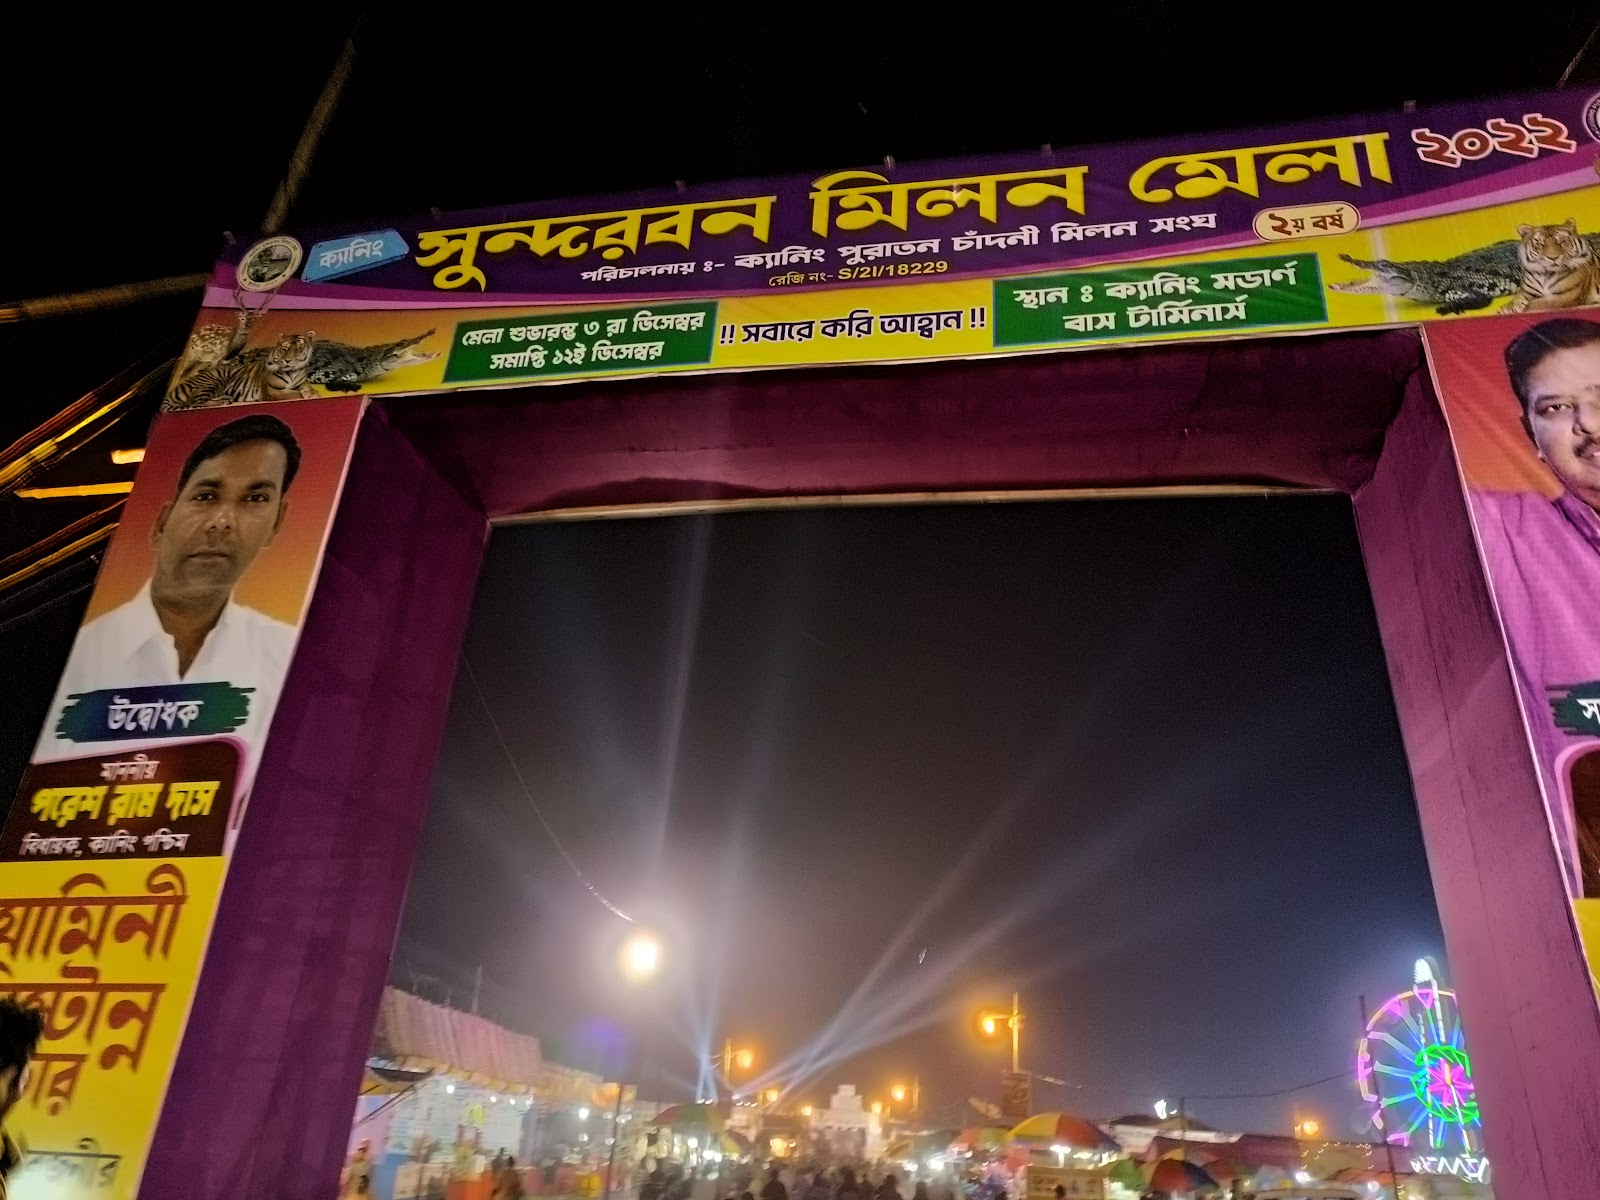 ক্যানিং
সুন্দরবন মিলন মেলা ২০২২
পরিচালনায় ঃ- ক্যানিং পুরাতন চাঁদনী মিলন সংঘ
২য় বর্ষ
রেজি নং- S/2I/18229
মেলা শুভারম্ভ ৩ রা ডিসেম্বর
সমাপ্তি ১২ই ডিসেম্বর
!! সবারে করি আহ্বান !!
স্থান ঃ ক্যানিং মডার্ণ
বাস টার্মিনার্স
উদ্বোধক
মাননীয়
পরেশ রাম দাস
বিধায়ক, ক্যানিং পশ্চিম